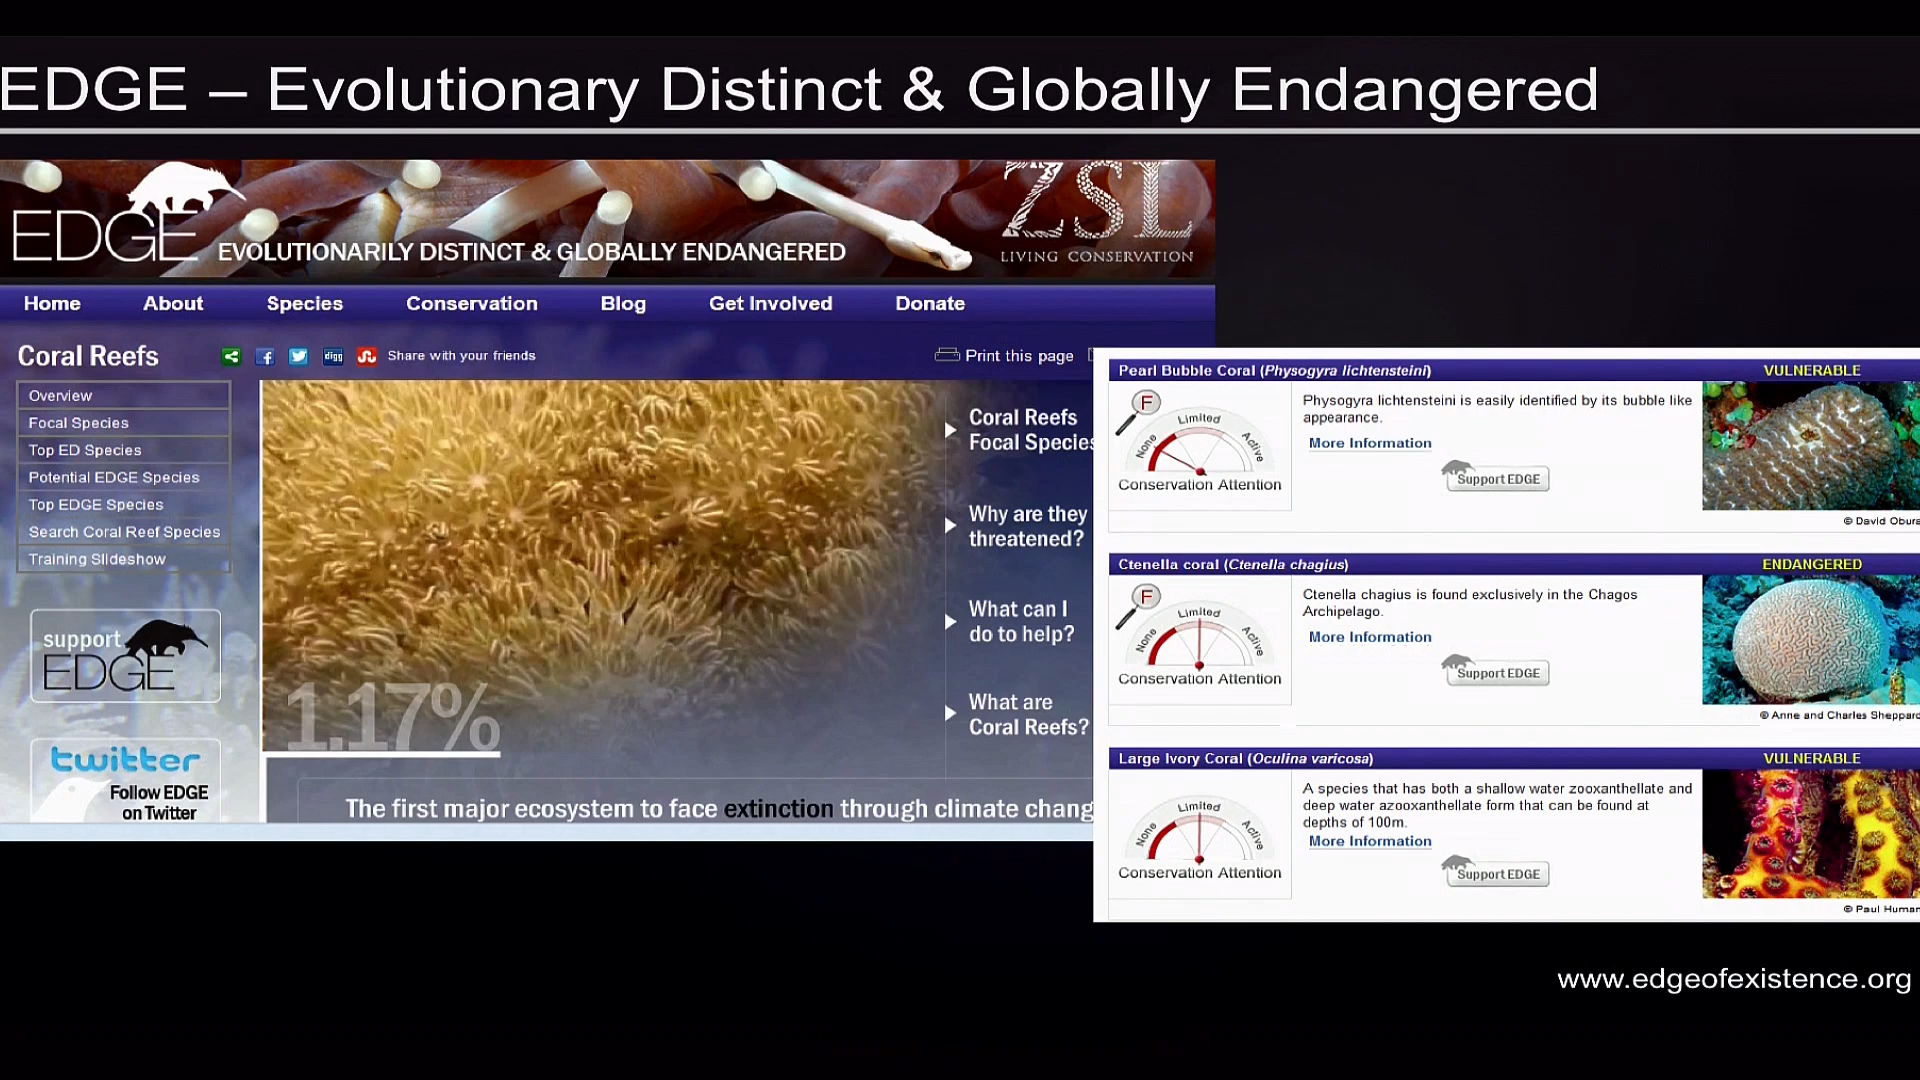 EDGE – Evolutionary Distinct & Globally Endangered
EDGE EVOLUTIONARILY DISTINCT & GLOBALLY ENDANGERED
ZSL
LIVING CONSERVATION
Home About Species Conservation Blog Get Involved Donate
Coral Reefs
digg
Share with your friends
Print this page
Overview
Focal Species
Top ED Species
Potential EDGE Species
Top EDGE Species
Search Coral Reef Species
Training Slideshow
support
EDGE
twitter
Follow EDGE
on Twitter
1.17%
Coral Reefs
Focal Species
Why are they
threatened?
What can I
do to help?
What are
Coral Reefs?
The first major ecosystem to face extinction through climate chang
Pearl Bubble Coral (Physogyra lichtensteini) VULNERABLE
F
None Limited Active
Conservation Attention
Physogyra lichtensteini is easily identified by its bubble like
appearance.
More Information
Support EDGE
© David Obura
Ctenella coral (Ctenella chagius) ENDANGERED
F
None Limited Active
Conservation Attention
Ctenella chagius is found exclusively in the Chagos
Archipelago.
More Information
Support EDGE
© Anne and Charles Sheppard
Large Ivory Coral (Oculina varicosa) VULNERABLE
None Limited Active
Conservation Attention
A species that has both a shallow water zooxanthellate and
deep water azooxanthellate form that can be found at
depths of 100m.
More Information
Support EDGE
© Paul Human
www.edgeofexistence.org